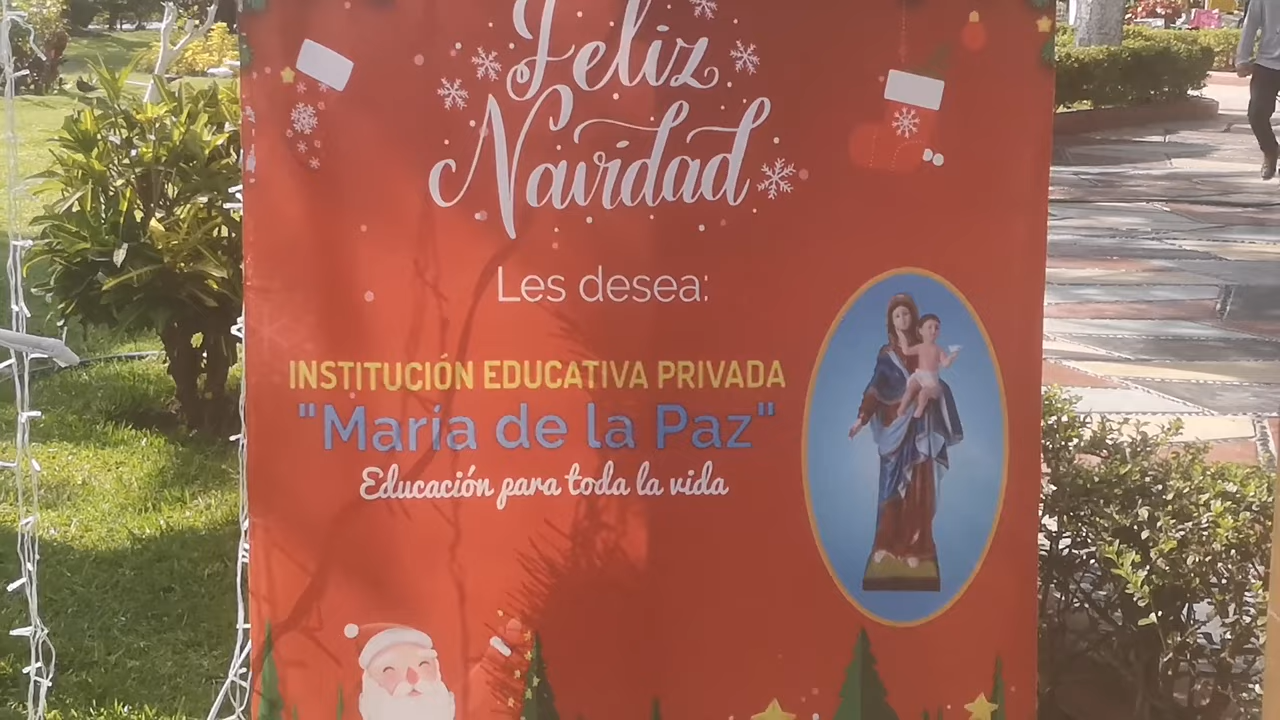 Feliz
Navidad
Les desea:
INSTITUCIÓN EDUCATIVA PRIVADA
"María de la Paz"
Educación para toda la vida